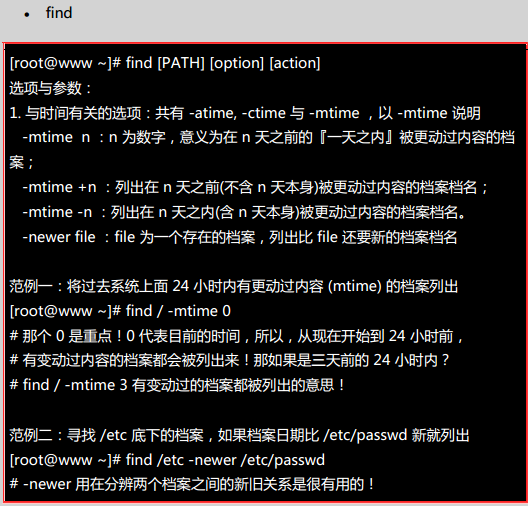 • find
[root@www ~]# find [PATH] [option] [action]
选项与参数：
1. 与时间有关的选项：共有 -atime, -ctime 与 -mtime ，以 -mtime 说明
-mtime n ：n 为数字，意义为在 n 天之前的『一天之内』被更动过内容的档
案；
-mtime +n ：列出在 n 天之前(不含 n 天本身)被更动过内容的档案档名；
-mtime -n ：列出在 n 天之内(含 n 天本身)被更动过内容的档案档名。
-newer file ：file 为一个存在的档案，列出比 file 还要新的档案档名
范例一：将过去系统上面 24 小时内有更动过内容 (mtime) 的档案列出
[root@www ~]# find / -mtime 0
# 那个 0 是重点！0 代表目前的时间，所以，从现在开始到 24 小时前，
# 有变动过内容的档案都会被列出来！那如果是三天前的 24 小时内？
# find / -mtime 3 有变动过的档案都被列出的意思！
范例二：寻找 /etc 底下的档案，如果档案日期比 /etc/passwd 新就列出
[root@www ~]# find /etc -newer /etc/passwd
# -newer 用在分辨两个档案之间的新旧关系是很有用的！